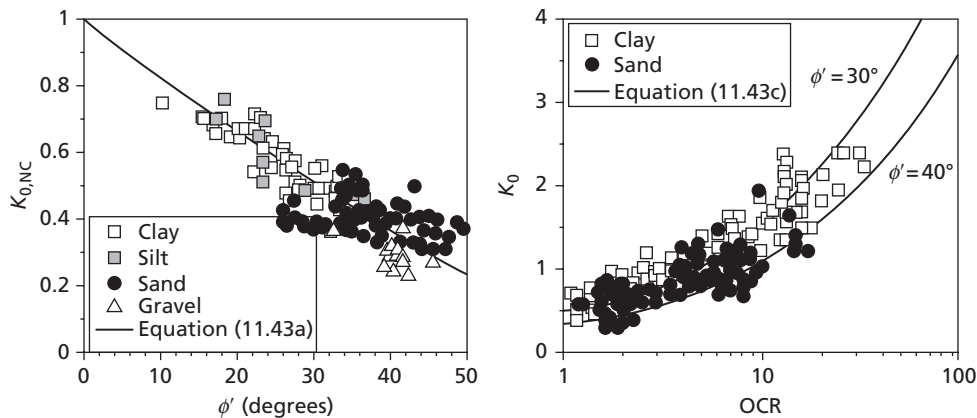 1
0.8
0.6
0.4
0.2
0
K0,NC
Clay
Silt
Sand
Gravel
Equation (11.43a)
0 10 20 30 40 50
ϕ′ (degrees)
4
3
2
1
0
K0
Clay
Sand
Equation (11.43c)
ϕ′ = 30°
ϕ′ = 40°
1 10 100
OCR